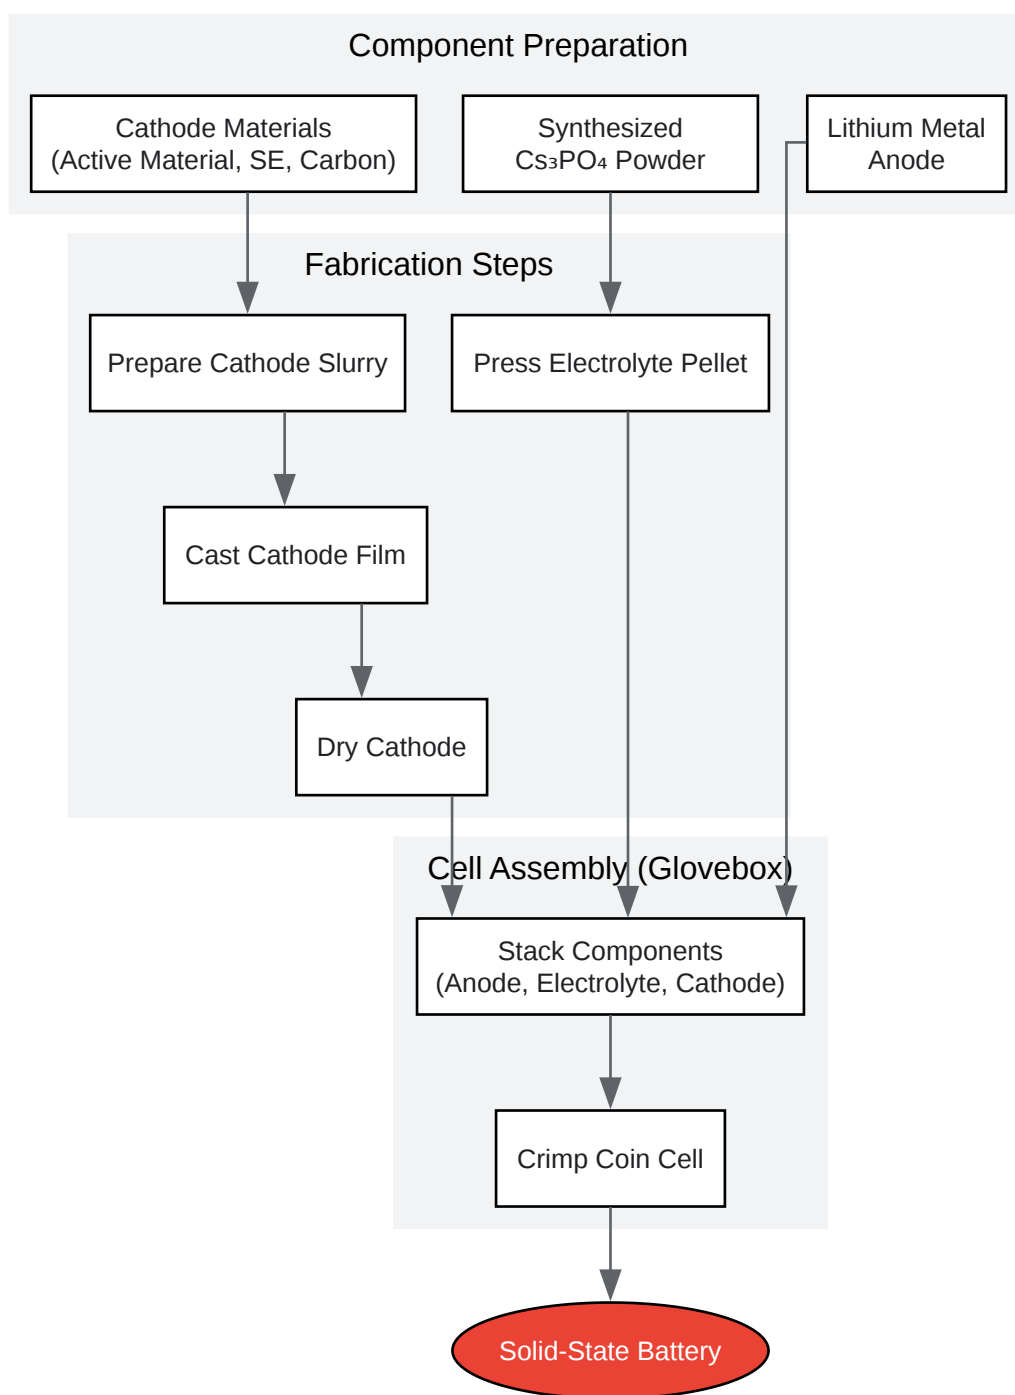 Component Preparation
Cathode Materials
(Active Material, SE, Carbon)
Synthesized
Cs₃PO₄ Powder
Lithium Metal
Anode
Fabrication Steps
Prepare Cathode Slurry
Press Electrolyte Pellet
Cast Cathode Film
Dry Cathode
Cell Assembly (Glovebox)
Stack Components
(Anode, Electrolyte, Cathode)
Crimp Coin Cell
Solid-State Battery